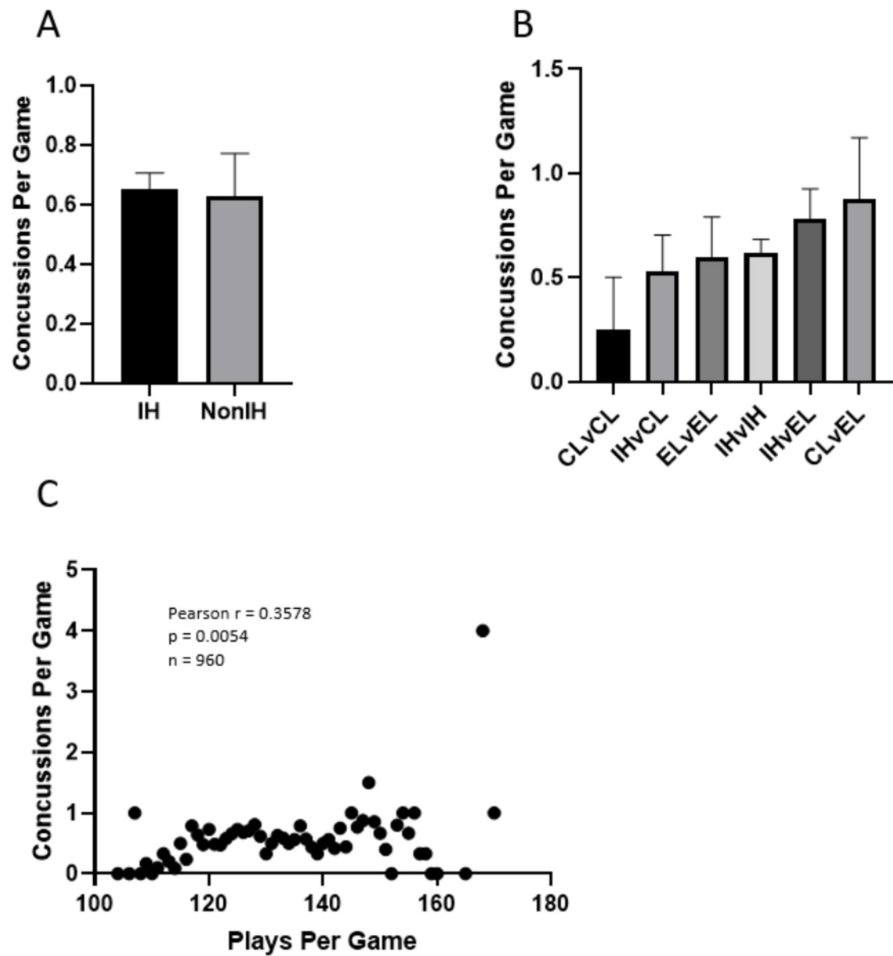 A
Concussions Per Game
1.0
0.8
0.6
0.4
0.2
0.0
IH NonIH
B
Concussions Per Game
1.5
1.0
0.5
0.0
CLvCL IHvCL ELvEL IHvIH IHvEL CLvEL
C
Concussions Per Game
5
4
3
2
1
0
Pearson r = 0.3578
p = 0.0054
n = 960
100 120 140 160 180
Plays Per Game